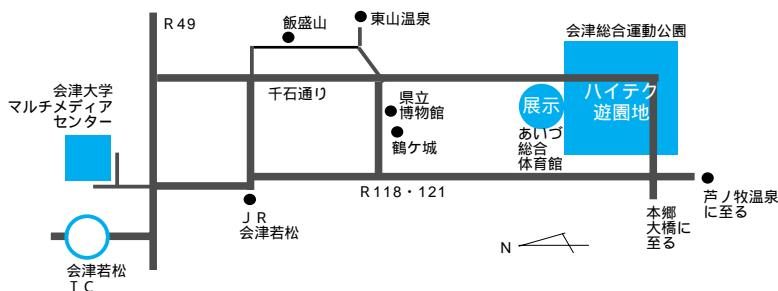 R49
飯盛山
東山温泉
会津総合運動公園
会津大学
マルチメディア
センター
千石通り
県立
博物館
鶴ケ城
展示
ハイテク
遊園地
あいづ
総合
体育館
R118・121
芦ノ牧温泉
に至る
JR
会津若松
本郷
大橋に
至る
N
会津若松
IC